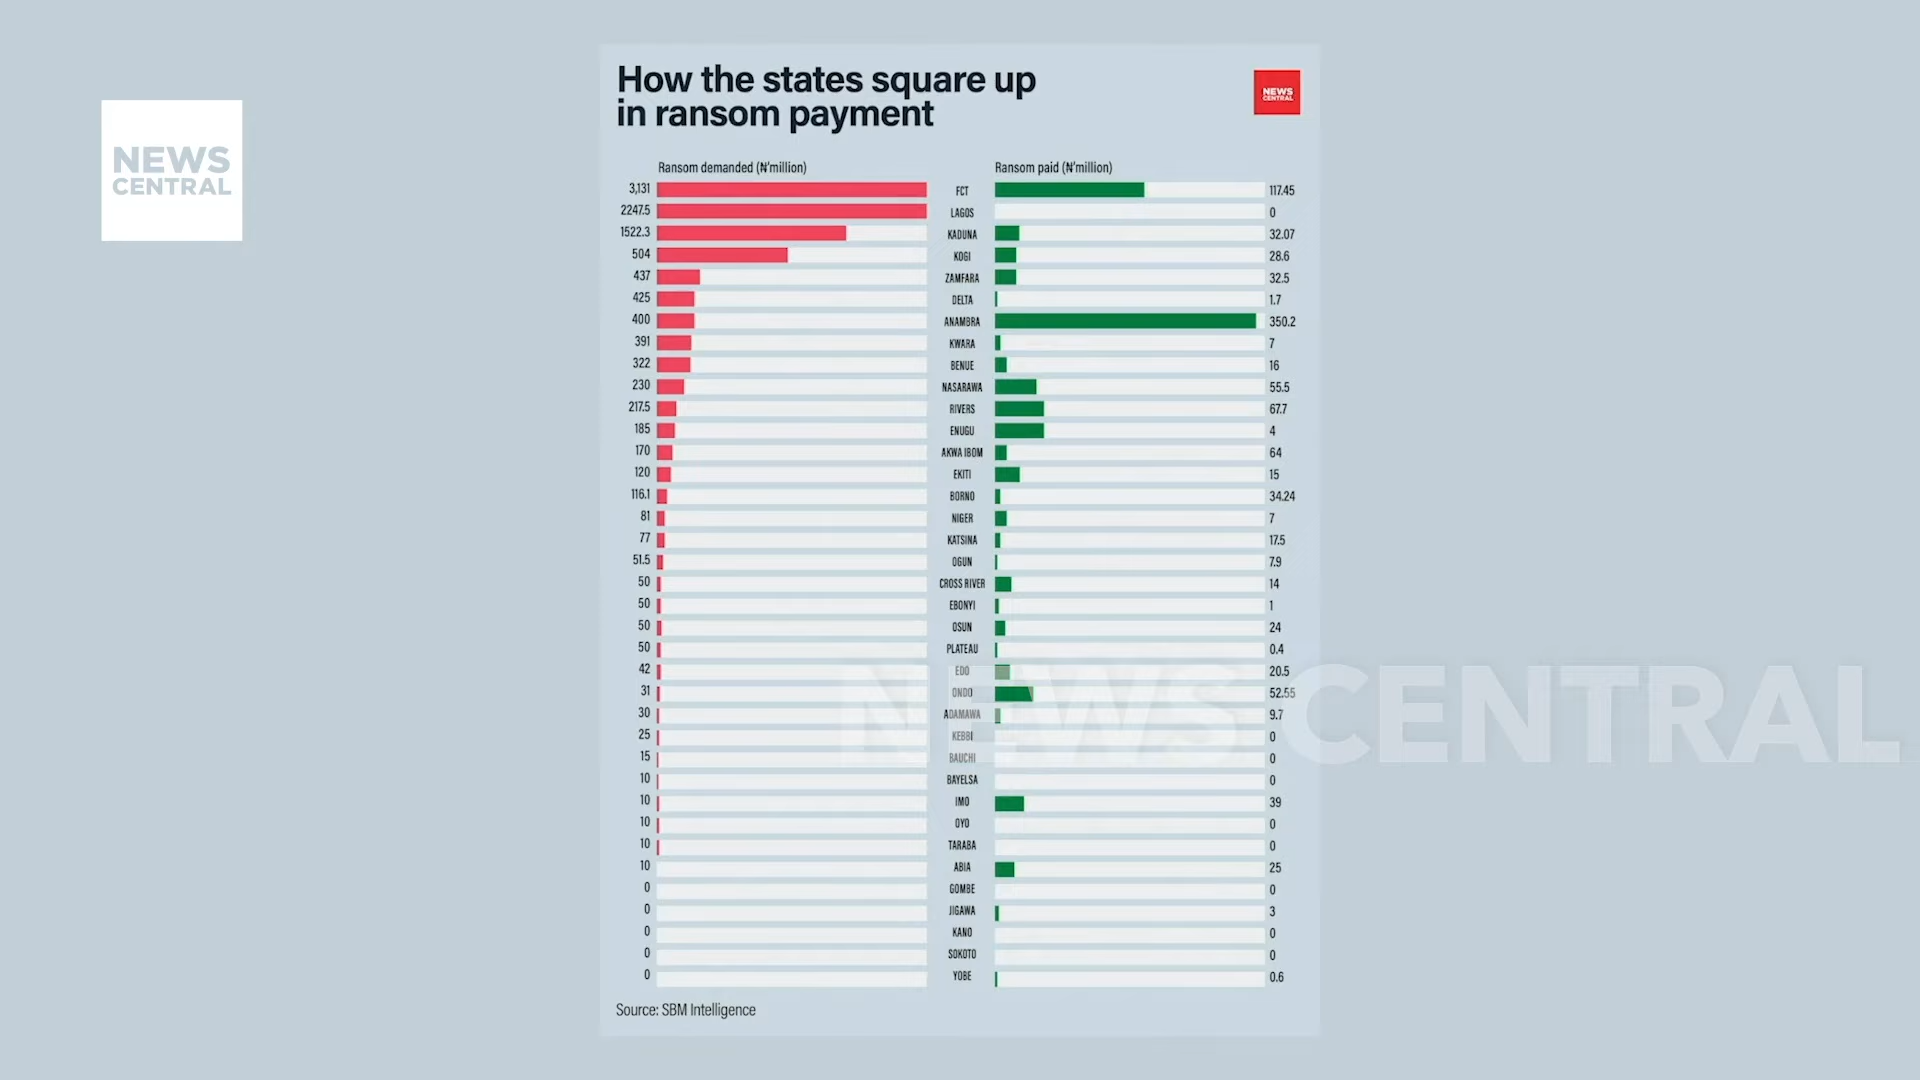 NEWS
CENTRAL
How the states square up
in ransom payment
NEWS
CENTRAL
Ransom demanded (₦'million) Ransom paid (₦'million)
3,131 FCT 117.45
2247.5 LAGOS 0
1522.3 KADUNA 32.07
504 KOGI 28.6
437 ZAMFARA 32.5
425 DELTA 1.7
400 ANAMBRA 350.2
391 KWARA 7
322 BENUE 16
230 NASARAWA 55.5
217.5 RIVERS 67.7
185 ENUGU 4
170 AKWA IBOM 64
120 EKITI 15
116.1 BORNO 34.24
81 NIGER 7
77 KATSINA 17.5
51.5 OGUN 7.9
50 CROSS RIVER 14
50 EBONYI 1
50 OSUN 24
50 PLATEAU 0.4
42 EDO 20.5
31 ONDO 52.55
30 ADAMAWA 9.7
25 KEBBI 0
15 BAUCHI 0
10 BAYELSA 0
10 IMO 39
10 OYO 0
10 TARABA 0
10 ABIA 25
0 GOMBE 0
0 JIGAWA 3
0 KANO 0
0 SOKOTO 0
0 YOBE 0.6
NEWS CENTRAL
Source: SBM Intelligence